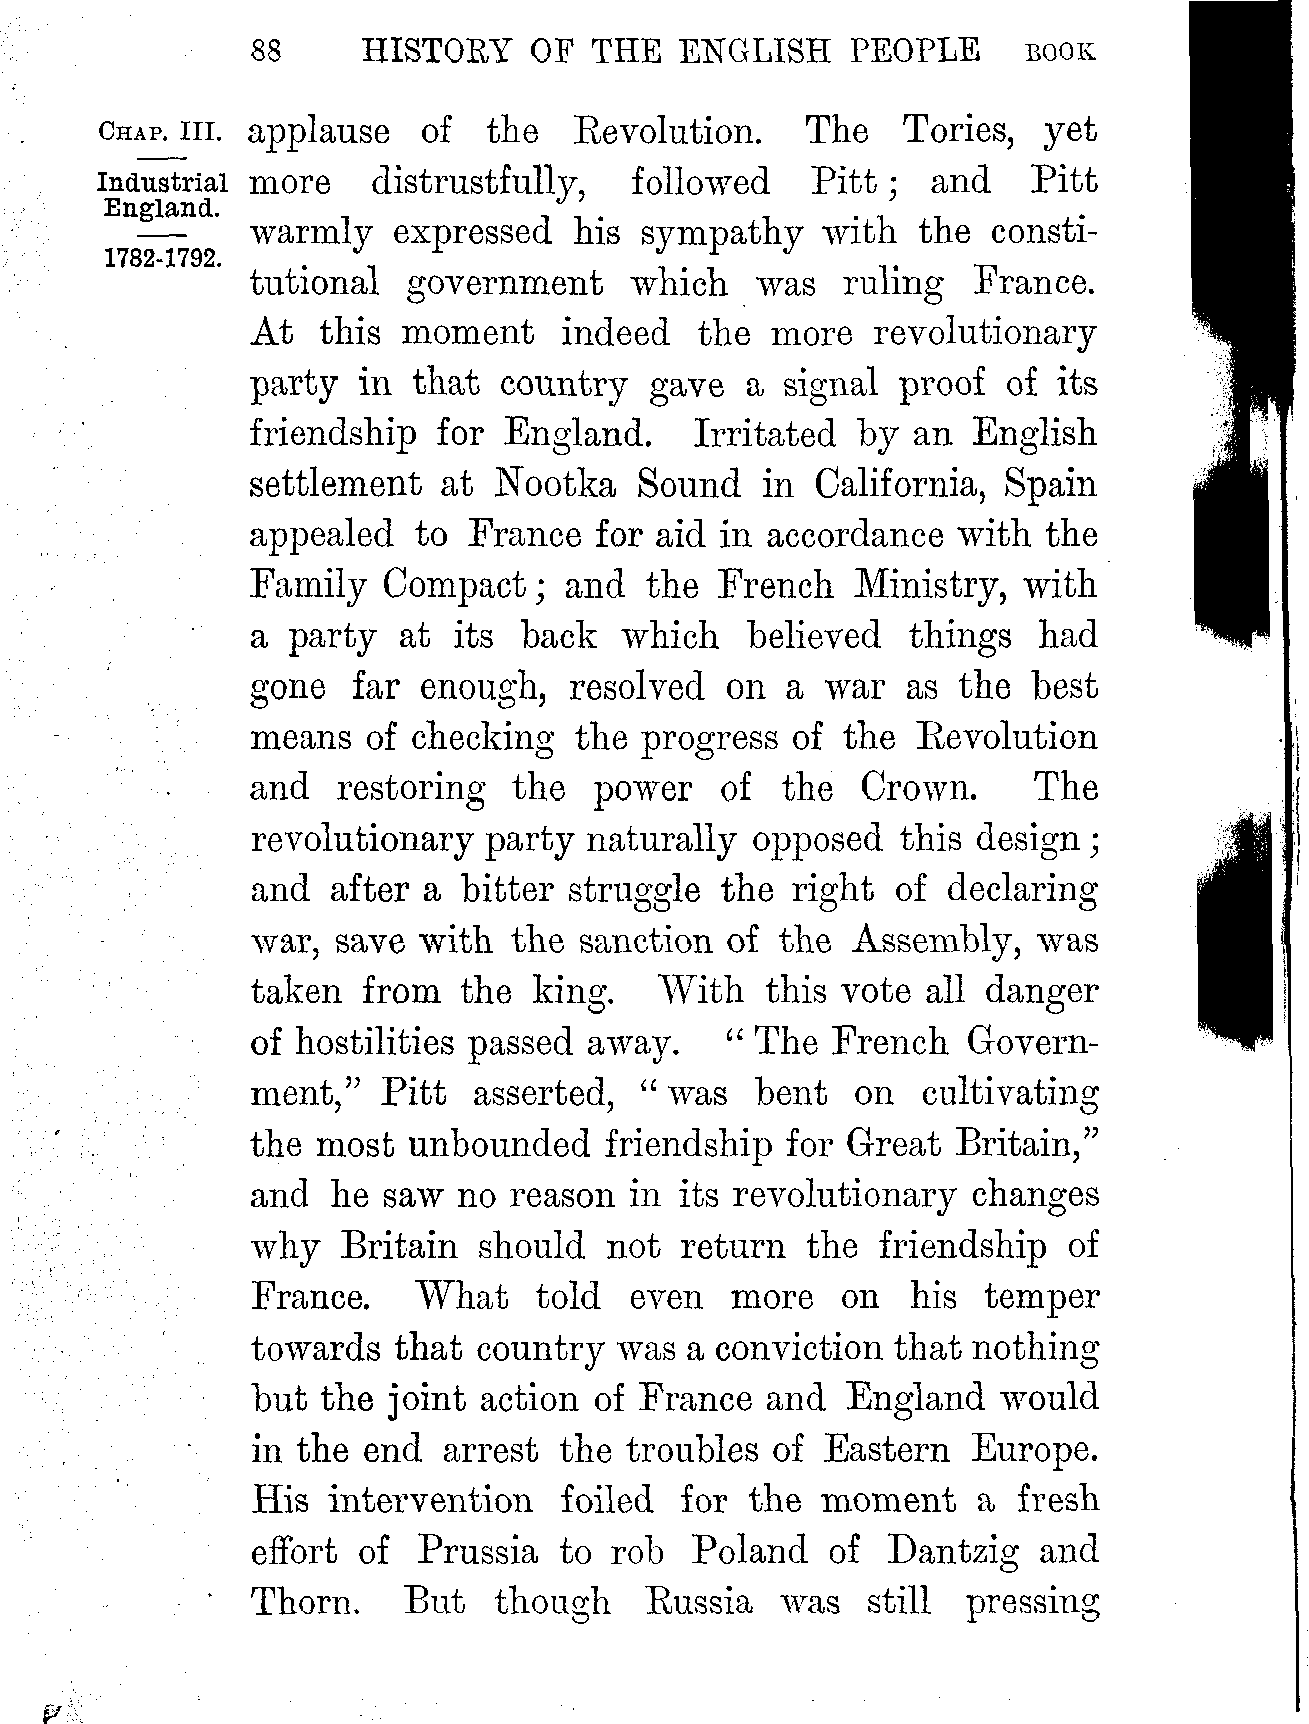 88 HISTORY OF THE ENGLISH PEOPLE BOOK
CHAP. III.
Industrial
England.
1782-1792.
applause of the Revolution. The Tories, yet
more distrustfully, followed Pitt; and Pitt
warmly expressed his sympathy with the consti-
tutional government which was ruling France.
At this moment indeed the more revolutionary
party in that country gave a signal proof of its
friendship for England. Irritated by an English
settlement at Nootka Sound in California, Spain
appealed to France for aid in accordance with the
Family Compact; and the French Ministry, with
a party at its back which believed things had
gone far enough, resolved on a war as the best
means of checking the progress of the Revolution
and restoring the power of the Crown. The
revolutionary party naturally opposed this design;
and after a bitter struggle the right of declaring
war, save with the sanction of the Assembly, was
taken from the king. With this vote all danger
of hostilities passed away. "The French Govern-
ment," Pitt asserted, "was bent on cultivating
the most unbounded friendship for Great Britain,"
and he saw no reason in its revolutionary changes
why Britain should not return the friendship of
France. What told even more on his temper
towards that country was a conviction that nothing
but the joint action of France and England would
in the end arrest the troubles of Eastern Europe.
His intervention foiled for the moment a fresh
effort of Prussia to rob Poland of Dantzig and
Thorn. But though Russia was still pressing